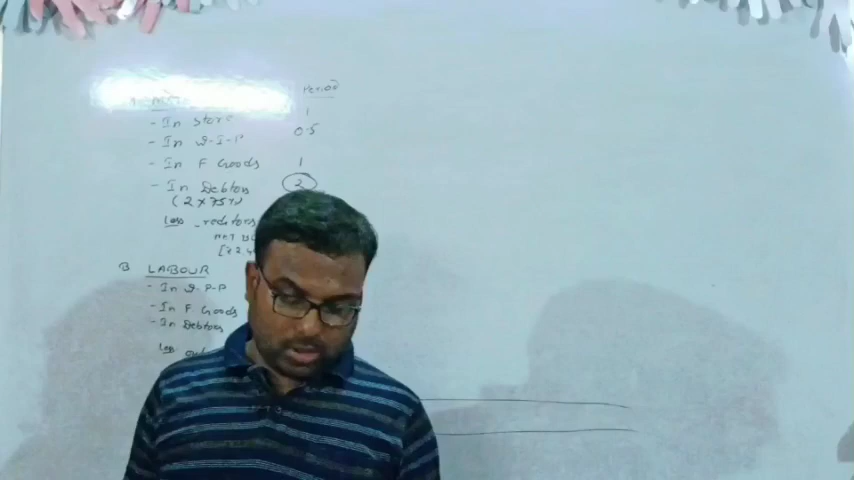 Period
- In store 1
- In W-I-P 0.5
- In F Goods 1
- In Debtors 2
(2 X 75%)
Less
B LABOUR
- In W-I-P
- In F Goods
- In Debtors
Less